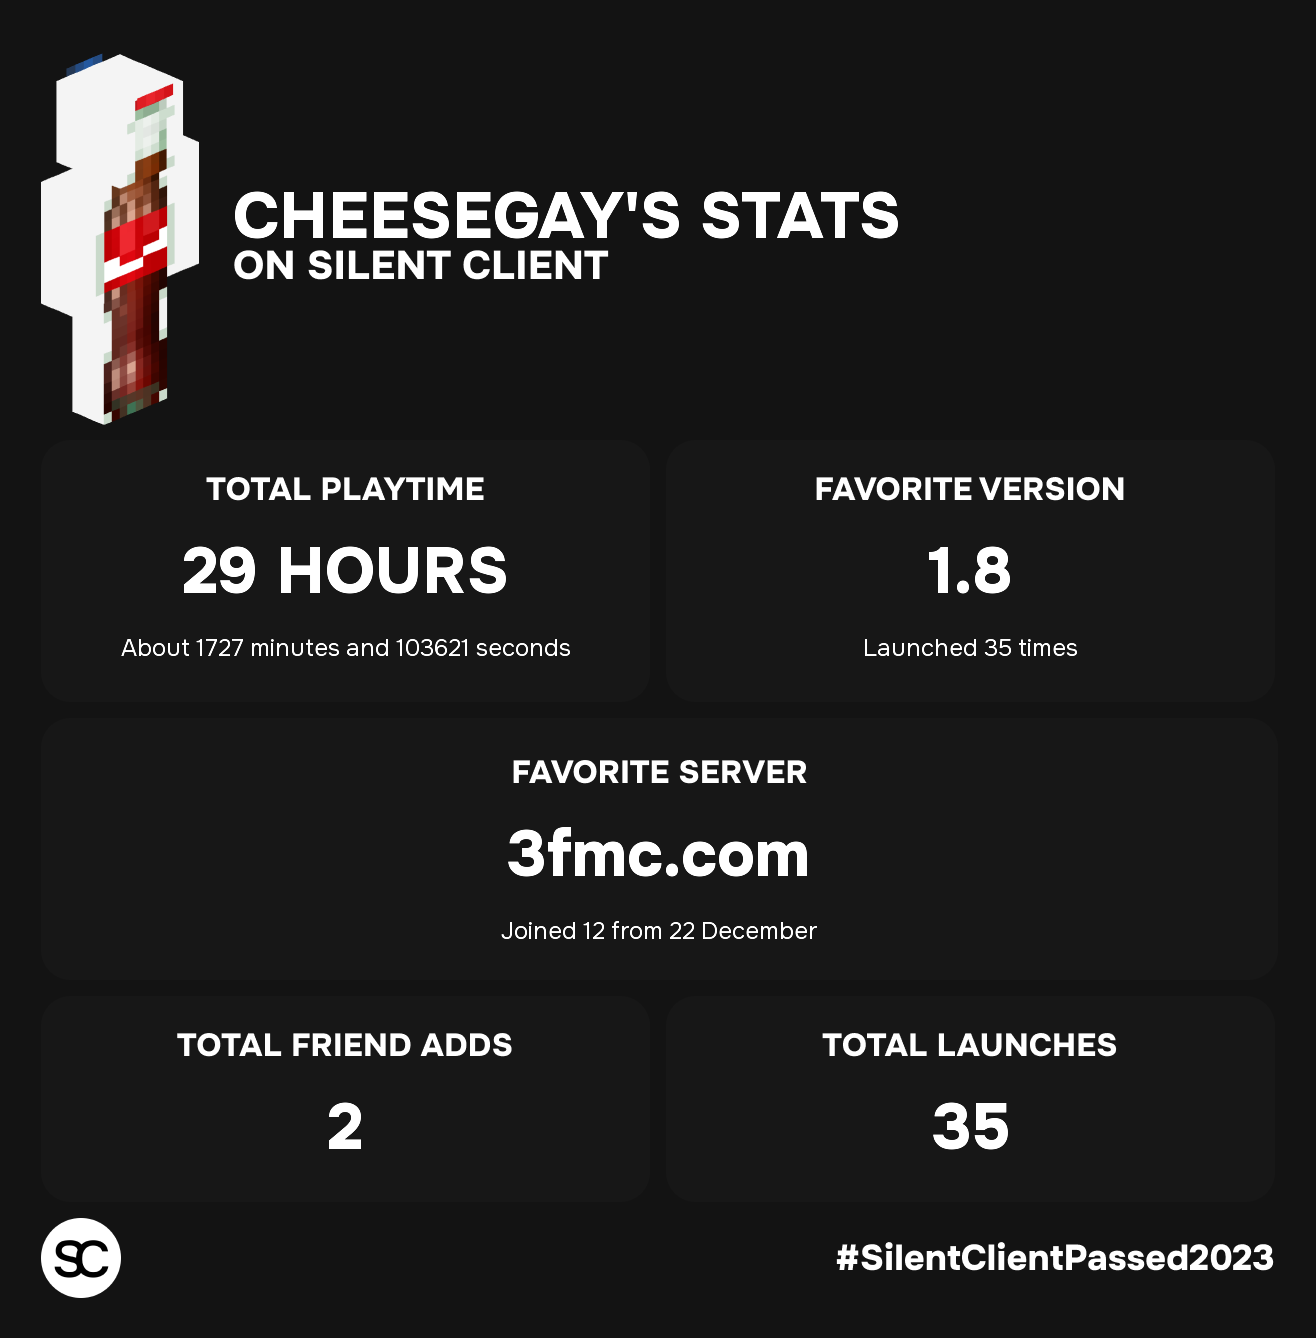 CHEESEGAY'S STATS
ON SILENT CLIENT
TOTAL PLAYTIME
29 HOURS
About 1727 minutes and 103621 seconds
FAVORITE VERSION
1.8
Launched 35 times
FAVORITE SERVER
3fmc.com
Joined 12 from 22 December
TOTAL FRIEND ADDS
2
TOTAL LAUNCHES
35
SC
#SilentClientPassed2023